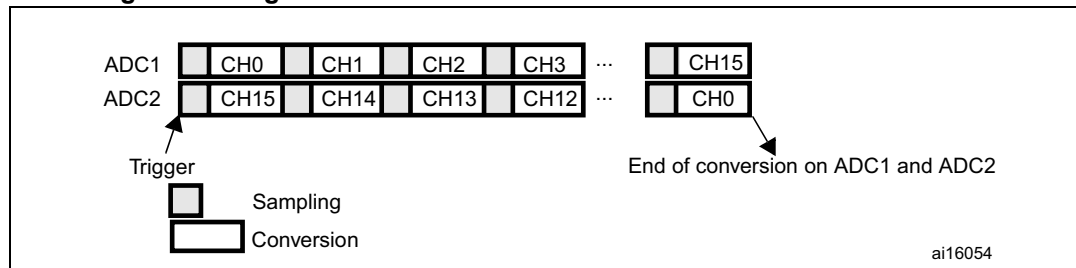 ADC1 CH0 CH1 CH2 CH3 ... CH15
ADC2 CH15 CH14 CH13 CH12 ... CH0
Trigger
End of conversion on ADC1 and ADC2
Sampling
Conversion
ai16054